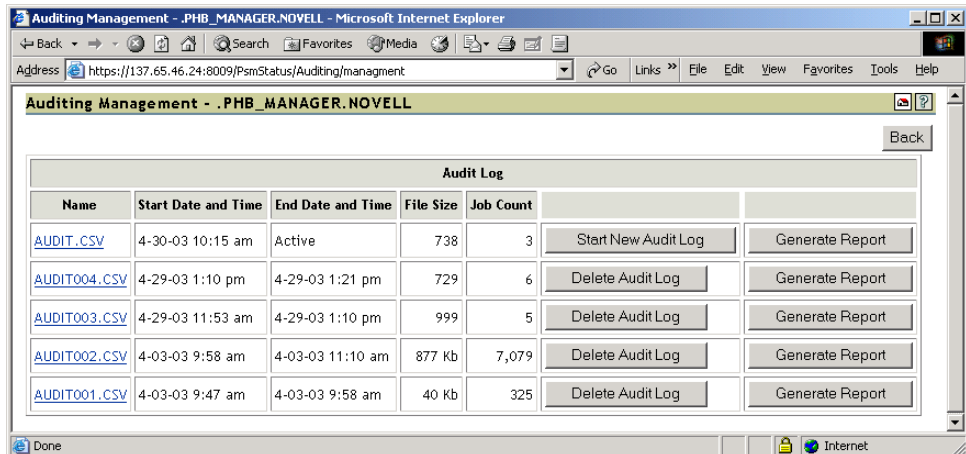 Auditing Management - .PHB_MANAGER.NOVELL - Microsoft Internet Explorer
Back Search Favorites Media
Address https://137.65.46.24:8009/PsmStatus/Auditing/managment Go Links » File Edit View Favorites Tools Help
Auditing Management - .PHB_MANAGER.NOVELL
Back
Audit Log
Name Start Date and Time End Date and Time File Size Job Count
AUDIT.CSV 4-30-03 10:15 am Active 738 3 Start New Audit Log Generate Report
AUDIT004.CSV 4-29-03 1:10 pm 4-29-03 1:21 pm 729 6 Delete Audit Log Generate Report
AUDIT003.CSV 4-29-03 11:53 am 4-29-03 1:10 pm 999 5 Delete Audit Log Generate Report
AUDIT002.CSV 4-03-03 9:58 am 4-03-03 11:10 am 877 Kb 7,079 Delete Audit Log Generate Report
AUDIT001.CSV 4-03-03 9:47 am 4-03-03 9:58 am 40 Kb 325 Delete Audit Log Generate Report
Done Internet